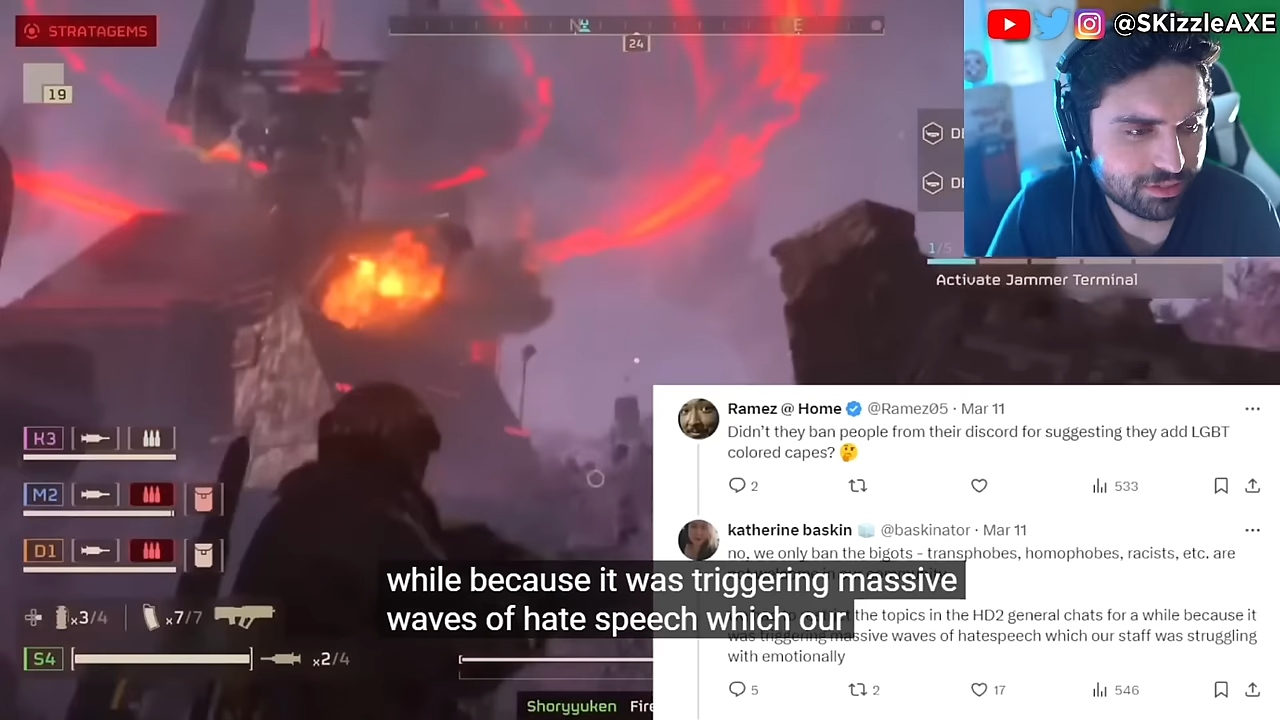 STRATAGEMS
19
N
E
24
@SKizzleAXE
1/5
Activate Jammer Terminal
K3
M2
D1
x3/4
x7/7
S4
x2/4
Shoryyuken
Ramez @ Home @Ramez05 · Mar 11
Didn't they ban people from their discord for suggesting they add LGBT
colored capes? 🤔
2
533
katherine baskin @baskinator · Mar 11
no, we only ban the bigots - transphobes, homophobes, racists, etc. are
the topics in the HD2 general chats for a while because it
was triggering massive waves of hatespeech which our staff was struggling
with emotionally
5
2
17
546
while because it was triggering massive
waves of hate speech which our